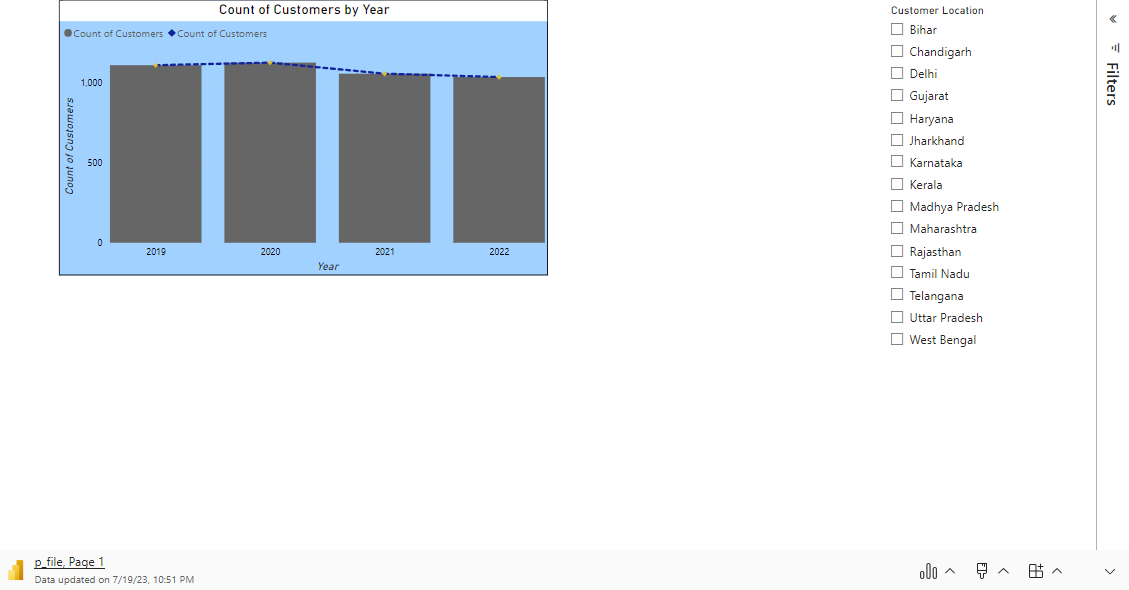 Count of Customers by Year
Count of Customers Count of Customers
1,000
500
0
Count of Customers
2019 2020 2021 2022
Year
Customer Location
Bihar
Chandigarh
Delhi
Gujarat
Haryana
Jharkhand
Karnataka
Kerala
Madhya Pradesh
Maharashtra
Rajasthan
Tamil Nadu
Telangana
Uttar Pradesh
West Bengal
Filters
p_file, Page 1
Data updated on 7/19/23, 10:51 PM